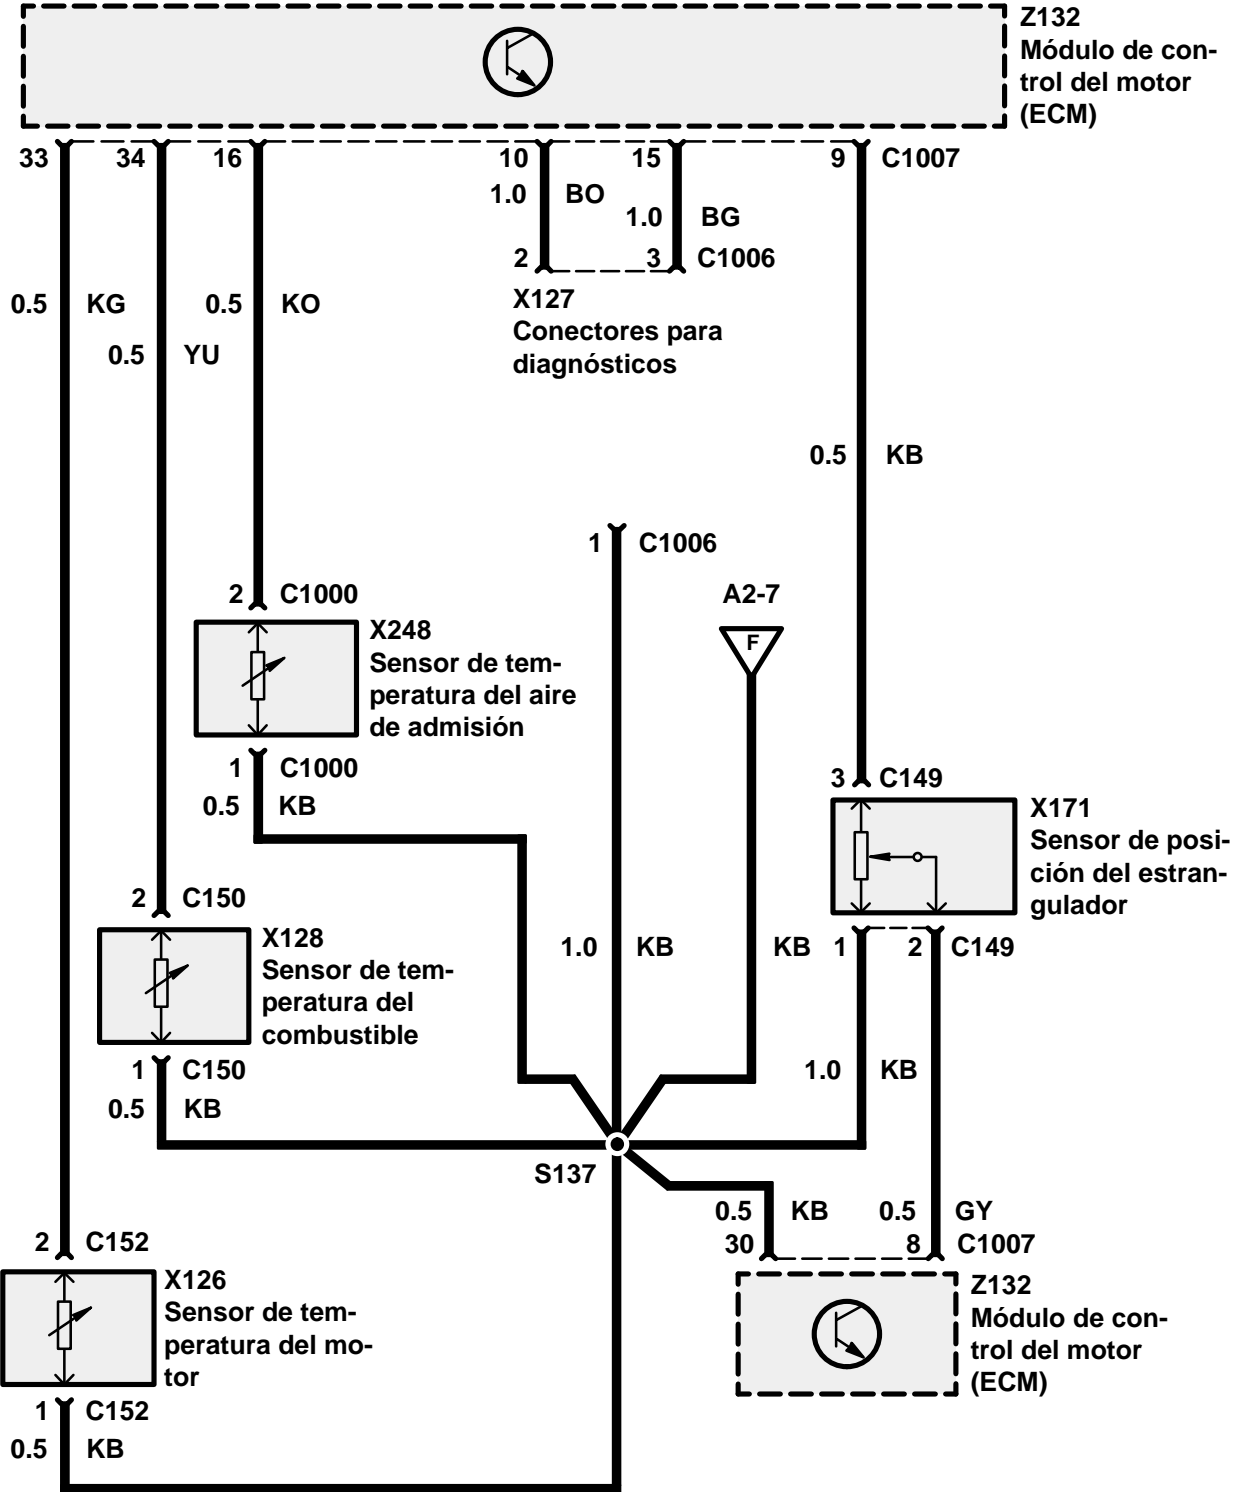 Z132
Módulo de con-
trol del motor
(ECM)
33 34 16 10 15 9 C1007
1.0 BO
1.0 BG
2 3 C1006
X127
Conectores para
diagnósticos
0.5 KG 0.5 KO
0.5 YU
0.5 KB
1 C1006
A2-7
F
2 C1000
X248
Sensor de tem-
peratura del aire
de admisión
1 C1000
0.5 KB
3 C149
X171
Sensor de posi-
ción del estran-
gulador
2 C150
X128
Sensor de tem-
peratura del
combustible
1.0 KB KB 1 2 C149
1 C150
0.5 KB
1.0 KB
S137
0.5 KB 0.5 GY
30 8 C1007
2 C152
X126
Sensor de tem-
peratura del mo-
tor
Z132
Módulo de con-
trol del motor
(ECM)
1 C152
0.5 KB